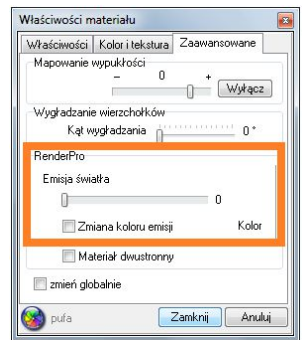 Właściwości materiału
Właściwości Kolor i tekstura Zaawansowane
Mapowanie wypukłości
- 0 +
Wyłącz
Wygładzanie wierzchołków
Kąt wygładzania 0 °
RenderPro
Emisja światła
0
Zmiana koloru emisji Kolor
Materiał dwustronny
zmień globalnie
pufa Zamknij Anuluj